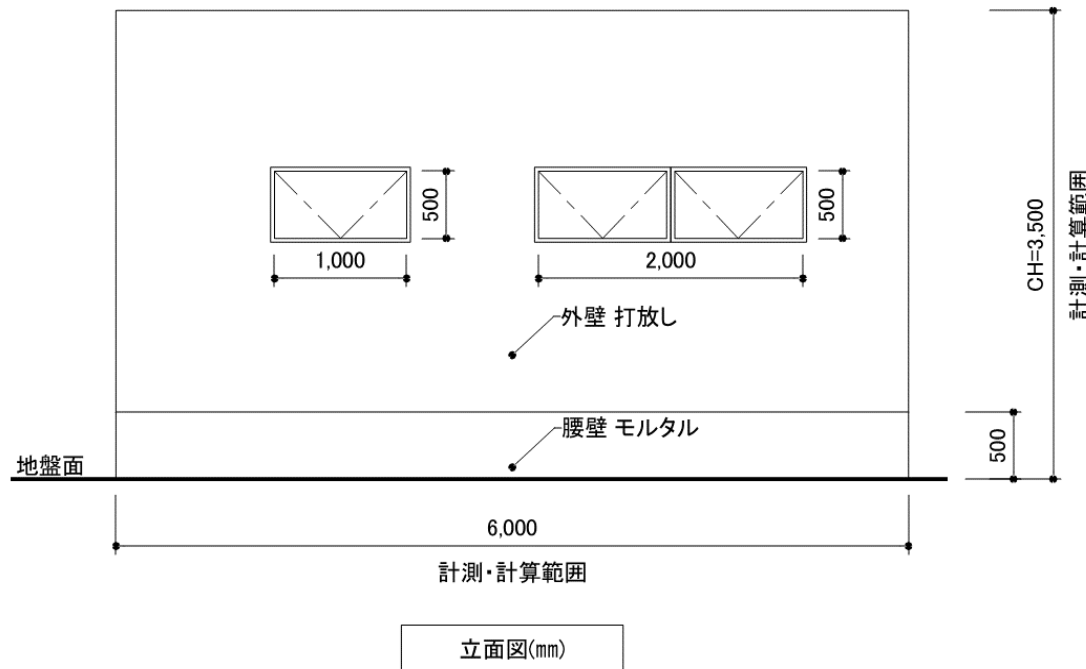 500
1,000
500
2,000
外壁 打放し
腰壁 モルタル
地盤面
500
CH=3,500
計測・計算範囲
6,000
計測・計算範囲
立面図(mm)